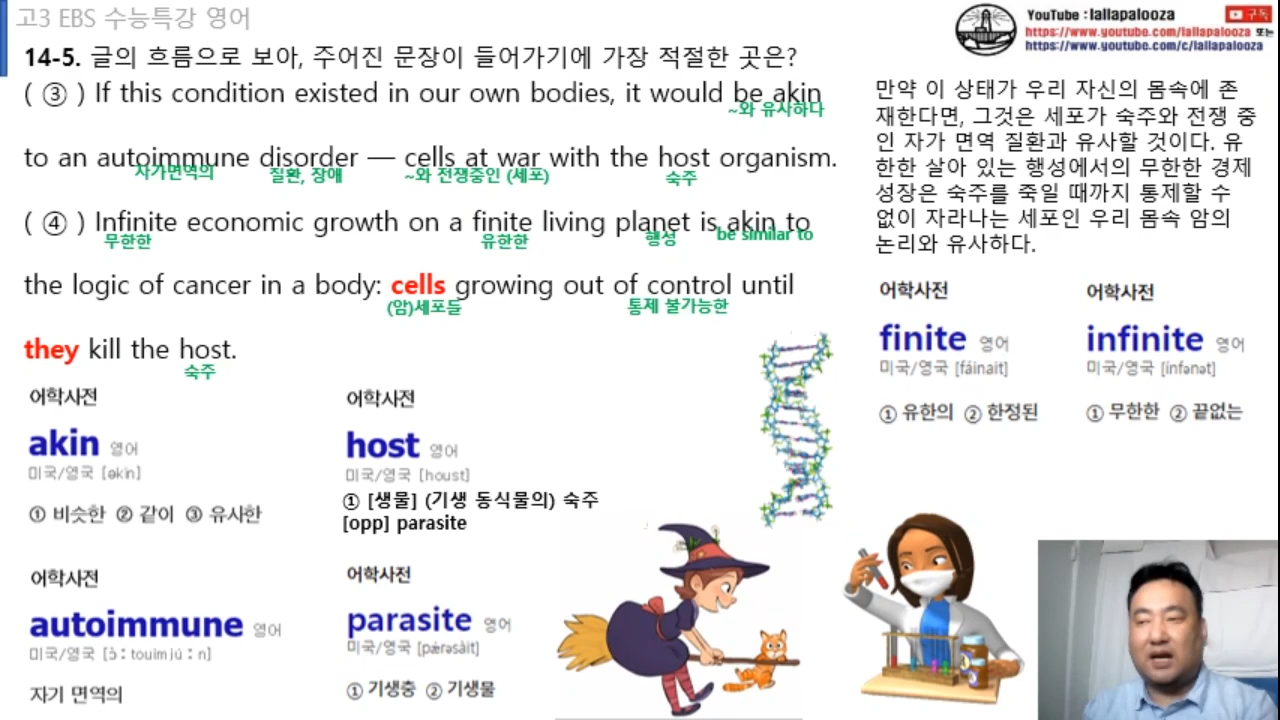 고3 EBS 수능특강 영어
YouTube : lallapalooza
구독
https://www.youtube.com/lallapalooza 또는
https://www.youtube.com/c/lallapalooza
14-5. 글의 흐름으로 보아, 주어진 문장이 들어가기에 가장 적절한 곳은?
( ③ ) If this condition existed in our own bodies, it would be akin
~와 유사하다
to an autoimmune disorder — cells at war with the host organism.
자가면역의 질환, 장애 ~와 전쟁중인 (세포) 숙주
( ④ ) Infinite economic growth on a finite living planet is akin to
무한한 유한한 행성 be similar to
the logic of cancer in a body: cells growing out of control until
(암)세포들 통제 불가능한
they kill the host.
숙주
만약 이 상태가 우리 자신의 몸속에 존
재한다면, 그것은 세포가 숙주와 전쟁 중
인 자가 면역 질환과 유사할 것이다. 유
한한 살아 있는 행성에서의 무한한 경제
성장은 숙주를 죽일 때까지 통제할 수
없이 자라나는 세포인 우리 몸속 암의
논리와 유사하다.
어학사전
finite 영어
미국/영국 [fáinait]
① 유한의 ② 한정된
어학사전
infinite 영어
미국/영국 [ínfənət]
① 무한한 ② 끝없는
어학사전
akin 영어
미국/영국 [əkín]
① 비슷한 ② 같이 ③ 유사한
어학사전
host 영어
미국/영국 [houst]
① [생물] (기생 동식물의) 숙주
[opp] parasite
어학사전
autoimmune 영어
미국/영국 [ɔ̀ːtouimjúːn]
자기 면역의
어학사전
parasite 영어
미국/영국 [pǽrəsàit]
① 기생충 ② 기생물